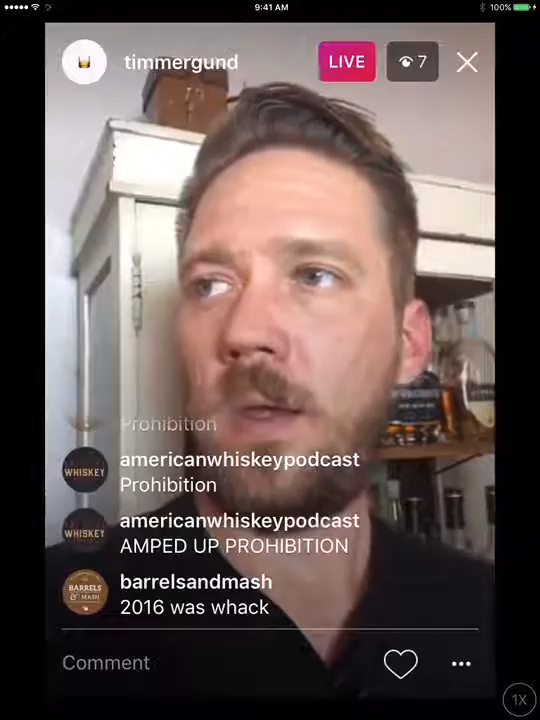 9:41 AM
100%
timmergund
LIVE
7
Prohibition
americanwhiskeypodcast
WHISKEY
Prohibition
americanwhiskeypodcast
WHISKEY
AMPED UP PROHIBITION
barrelsandmash
BARRELS
& MASH
2016 was whack
Comment
1X